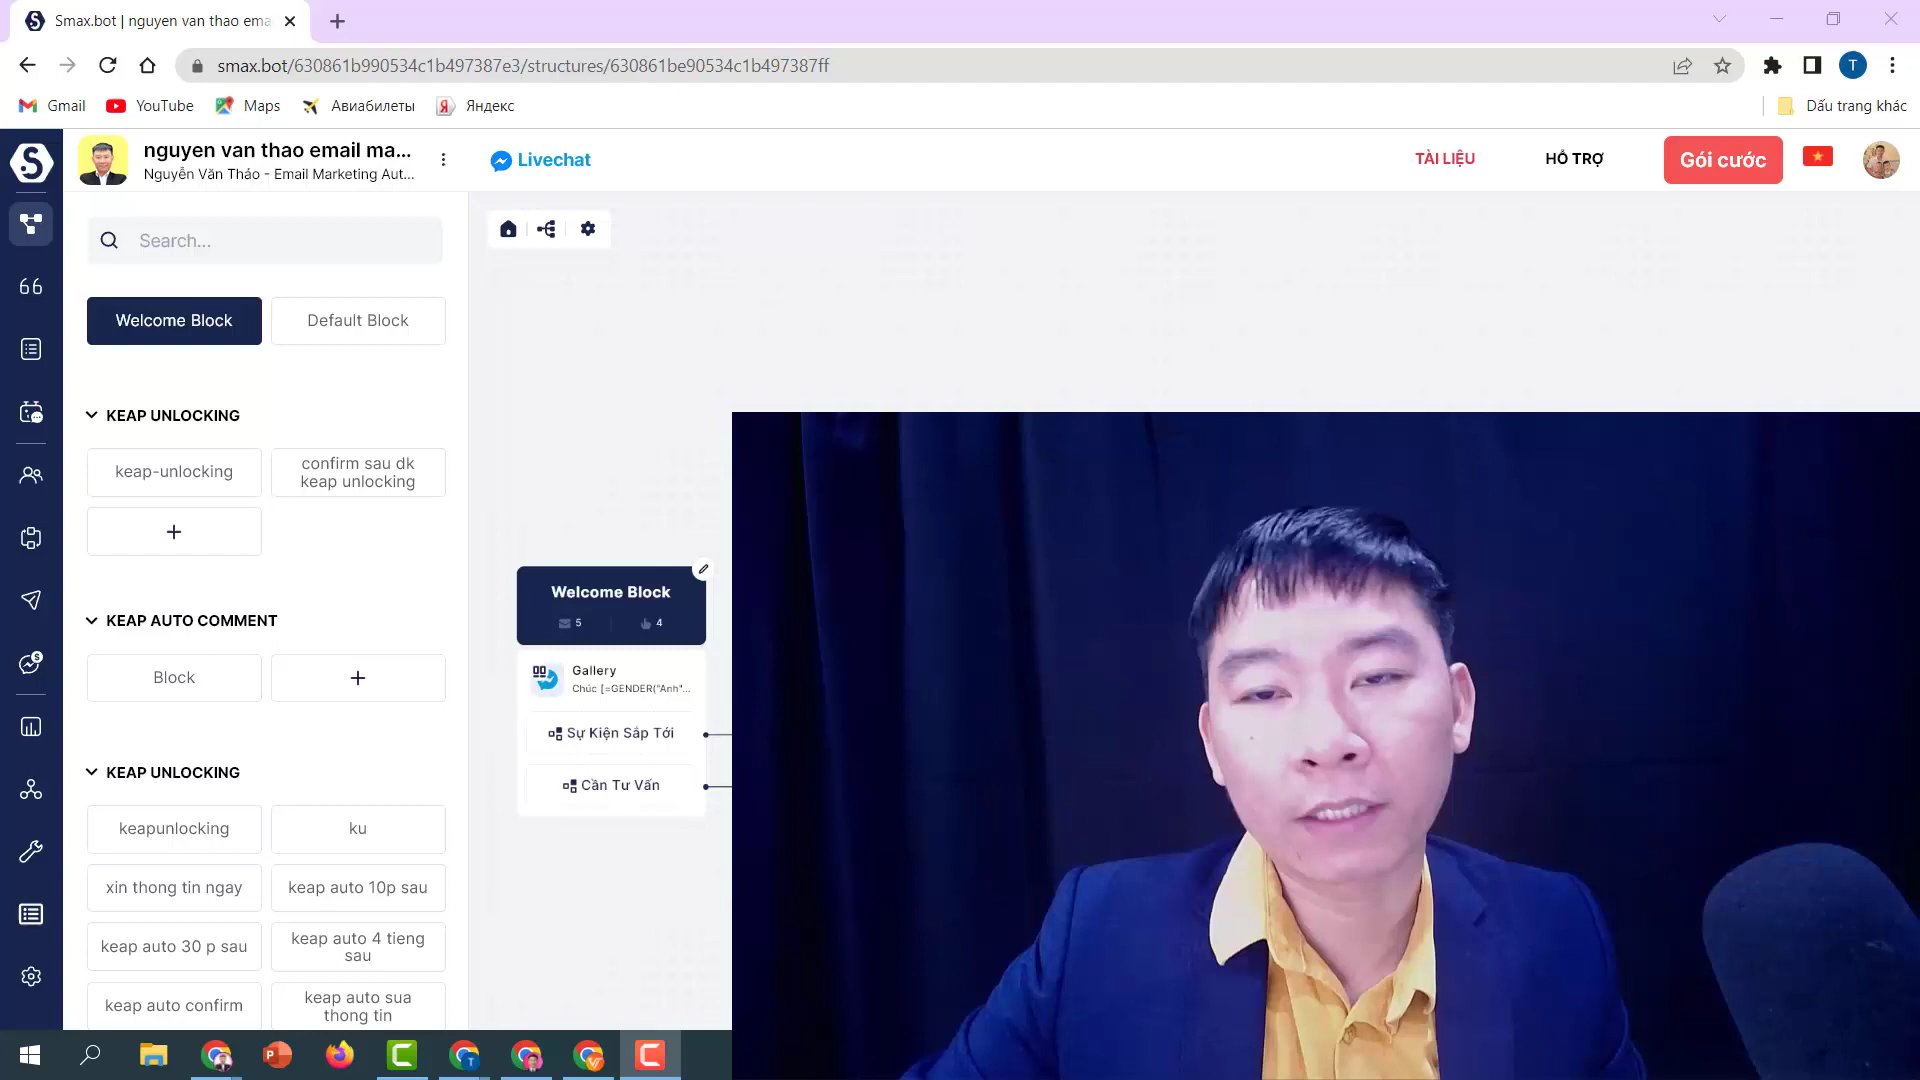 Smax.bot | nguyen van thao ema
smax.bot/630861b990534c1b497387e3/structures/630861be90534c1b497387ff
T
Gmail
YouTube
Maps
Авиабилеты
Яндекс
Dấu trang khác
nguyen van thao email ma...
Nguyễn Văn Thảo - Email Marketing Aut...
Livechat
TÀI LIỆU
HỖ TRỢ
Gói cước
Search...
Welcome Block
Default Block
KEAP UNLOCKING
keap-unlocking
confirm sau dk
keap unlocking
KEAP AUTO COMMENT
Block
KEAP UNLOCKING
keapunlocking
ku
xin thong tin ngay
keap auto 10p sau
keap auto 30 p sau
keap auto 4 tieng
sau
keap auto confirm
keap auto sua
thong tin
Welcome Block
5
4
Gallery
Chúc [=GENDER("Anh"...
Sự Kiện Sắp Tới
Cần Tư Vấn